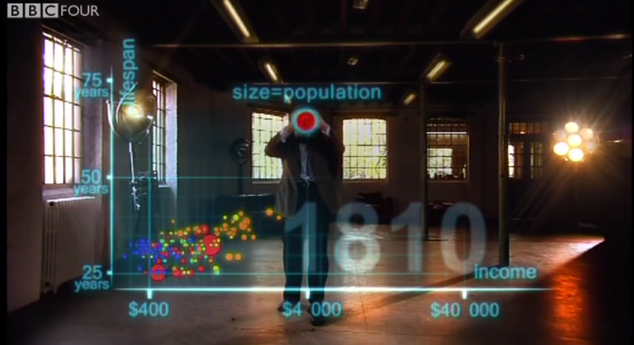 BBC FOUR
lifespan
75
years
size=population
50
years
1810
25
years
income
$400
$4 000
$40 000